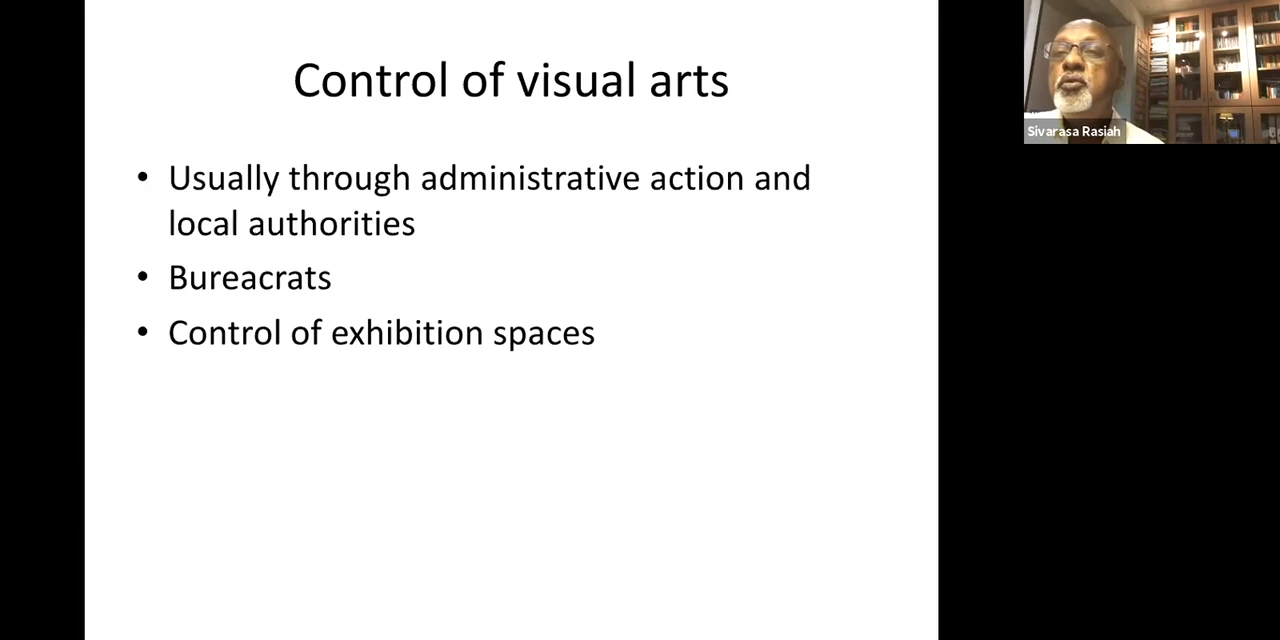 Control of visual arts
• Usually through administrative action and
local authorities
• Bureacrats
• Control of exhibition spaces
Sivarasa Rasiah